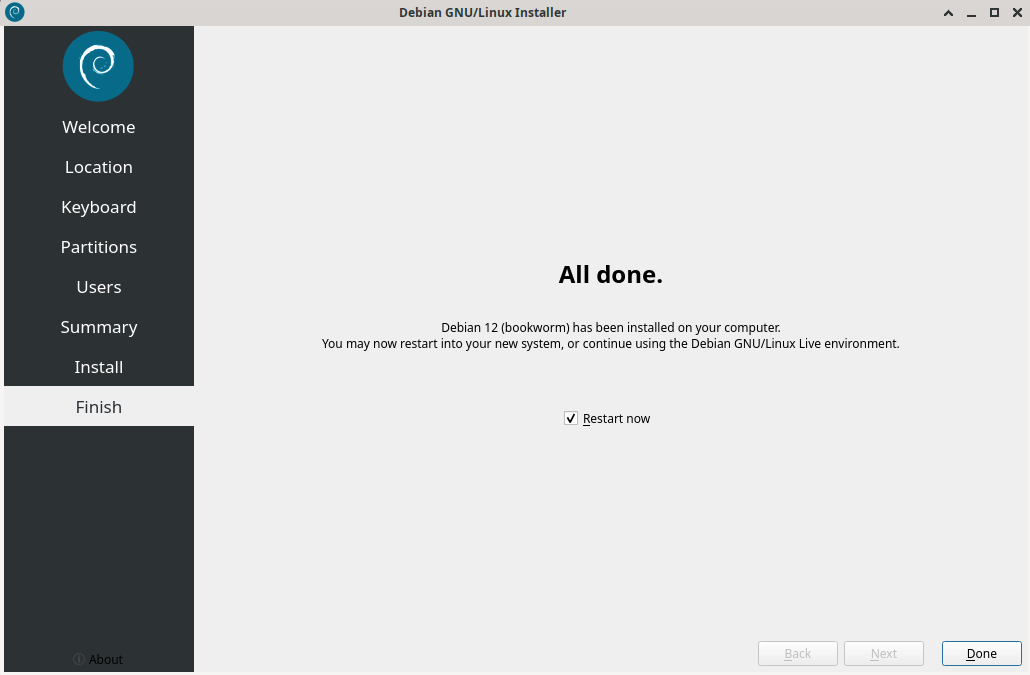 Debian GNU/Linux Installer
Welcome
Location
Keyboard
Partitions
Users
Summary
Install
Finish
About
All done.
Debian 12 (bookworm) has been installed on your computer.
You may now restart into your new system, or continue using the Debian GNU/Linux Live environment.
Restart now
Back
Next
Done